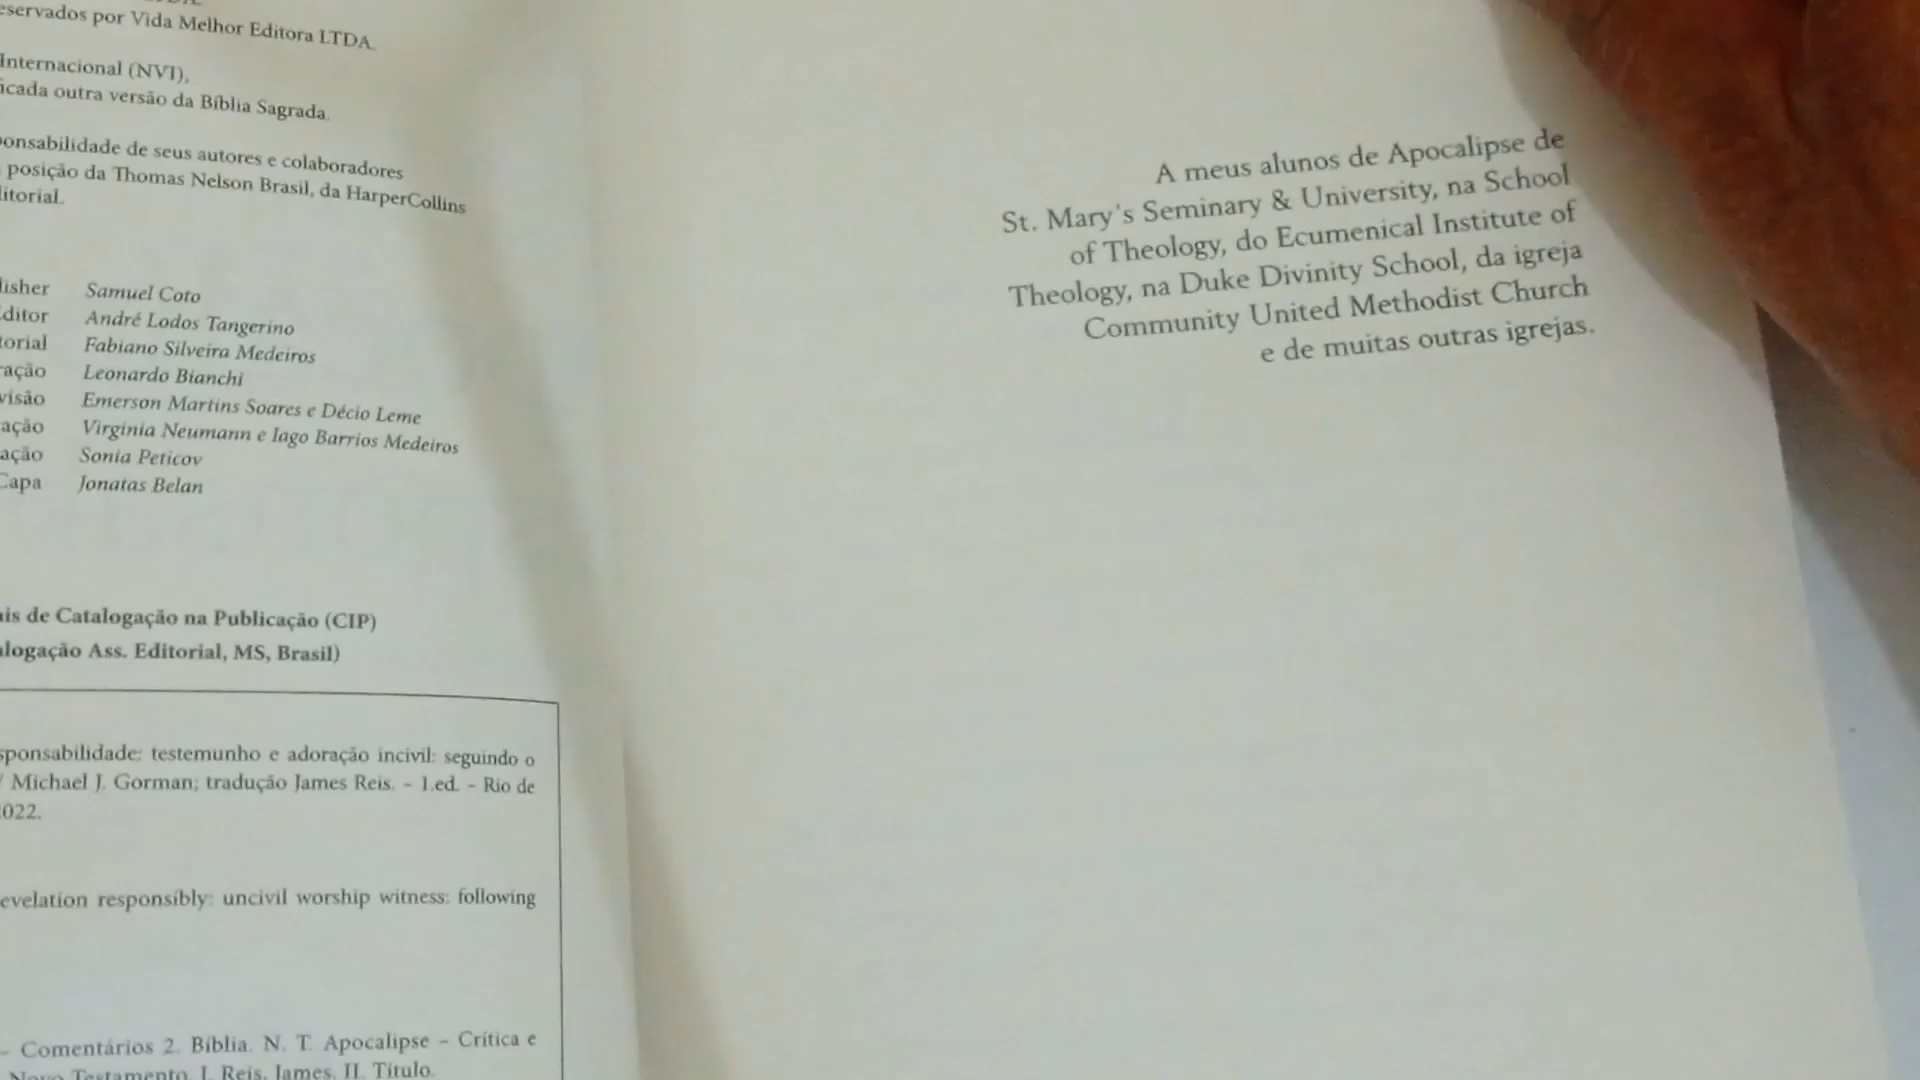 eservados por Vida Melhor Editora LTDA.
Internacional (NVI),
icada outra versão da Bíblia Sagrada.
ponsabilidade de seus autores e colaboradores
posição da Thomas Nelson Brasil, da HarperCollins
litorial.
lisher Samuel Coto
Editor André Lodos Tangerino
torial Fabiano Silveira Medeiros
ração Leonardo Bianchi
visão Emerson Martins Soares e Décio Leme
ação Virginia Neumann e Iago Barrios Medeiros
ação Sonia Peticov
Capa Jonatas Belan
ais de Catalogação na Publicação (CIP)
alogação Ass. Editorial, MS, Brasil)
sponsabilidade: testemunho e adoração incivil: seguindo o
/ Michael J. Gorman; tradução James Reis. – 1.ed. – Rio de
022.
evelation responsibly: uncivil worship witness: following
– Comentários 2. Bíblia. N. T. Apocalipse – Crítica e
Novo Testamento. I. Reis, James. II. Título.
A meus alunos de Apocalipse de
St. Mary's Seminary & University, na School
of Theology, do Ecumenical Institute of
Theology, na Duke Divinity School, da igreja
Community United Methodist Church
e de muitas outras igrejas.